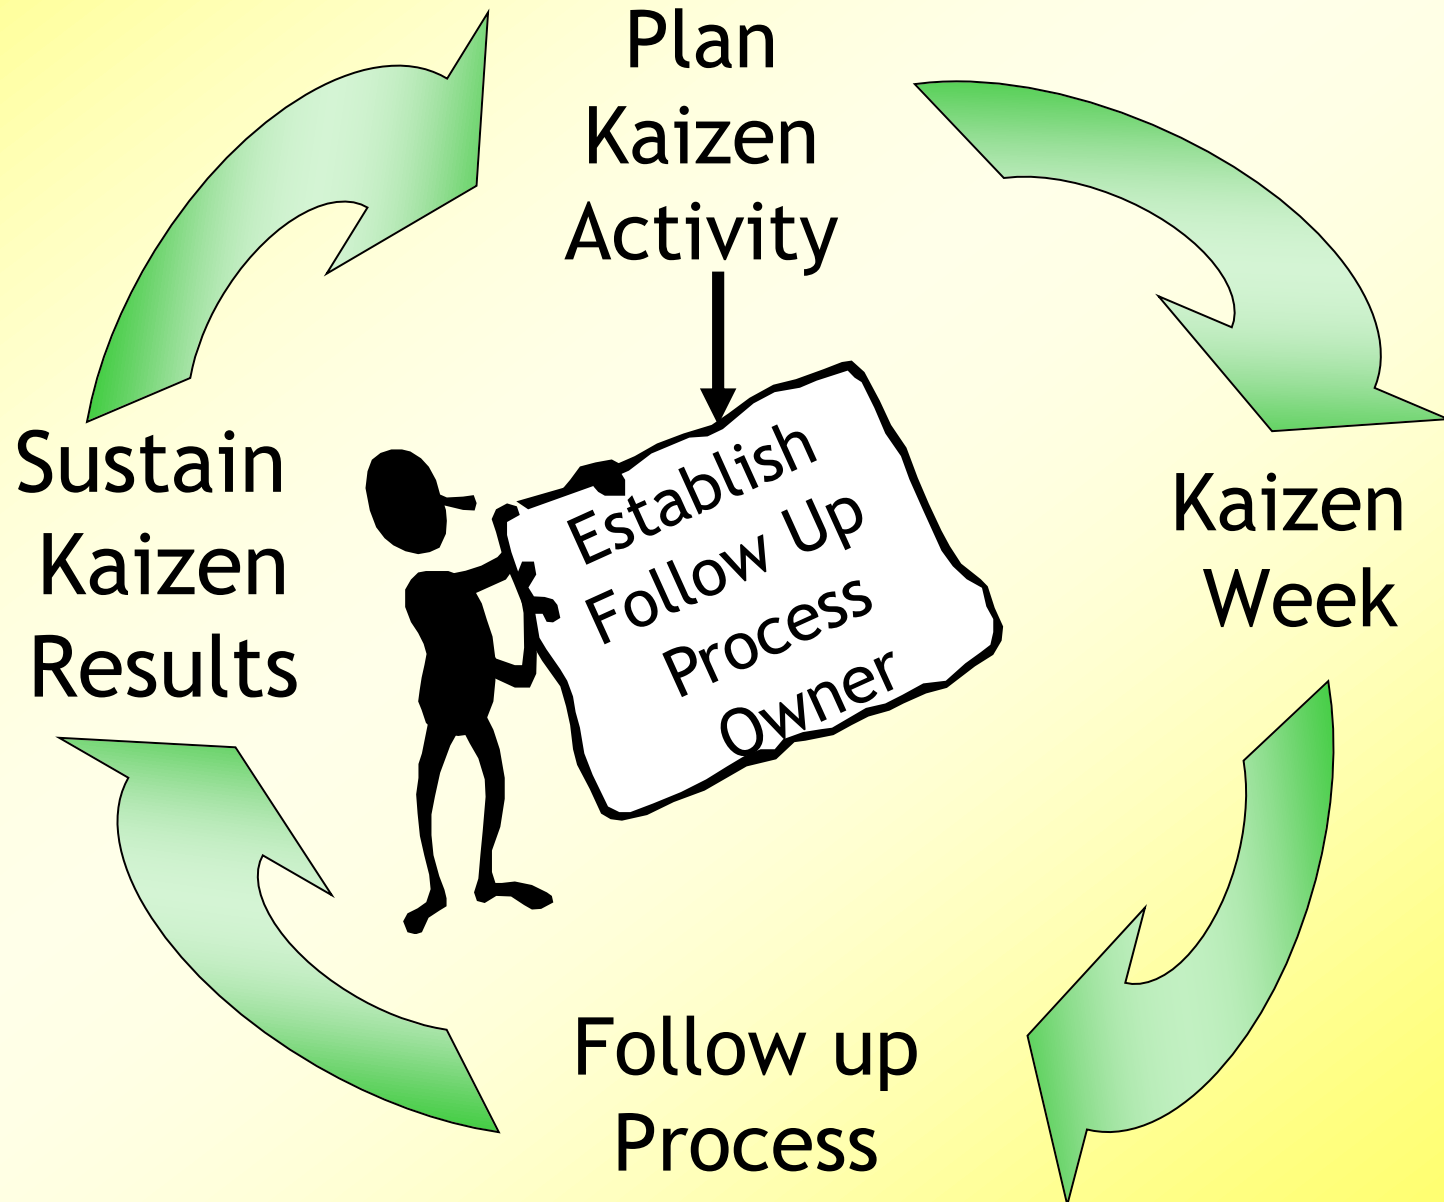 Plan
Kaizen
Activity
Establish
Follow Up
Process
Owner
Sustain
Kaizen
Results
Kaizen
Week
Follow up
Process